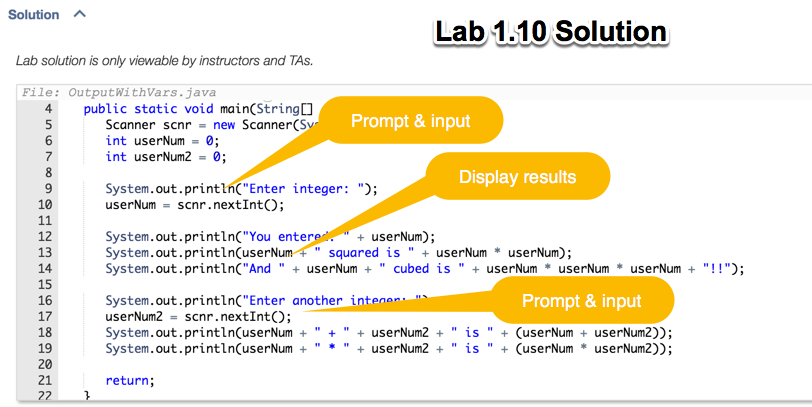 Solution
Lab 1.10 Solution
Lab solution is only viewable by instructors and TAs.
File: OutputWithVars.java
4 public static void main(String[]
5 Scanner scnr = new Scanner(Sys
6 int userNum = 0;
7 int userNum2 = 0;
8
9 System.out.println("Enter integer: ");
10 userNum = scnr.nextInt();
11
12 System.out.println("You entered: " + userNum);
13 System.out.println(userNum + " squared is " + userNum * userNum);
14 System.out.println("And " + userNum + " cubed is " + userNum * userNum * userNum + "!!");
15
16 System.out.println("Enter another integer: ")
17 userNum2 = scnr.nextInt();
18 System.out.println(userNum + " + " + userNum2 + " is " + (userNum + userNum2));
19 System.out.println(userNum + " * " + userNum2 + " is " + (userNum * userNum2));
20
21 return;
22 }
Prompt & input
Display results
Prompt & input